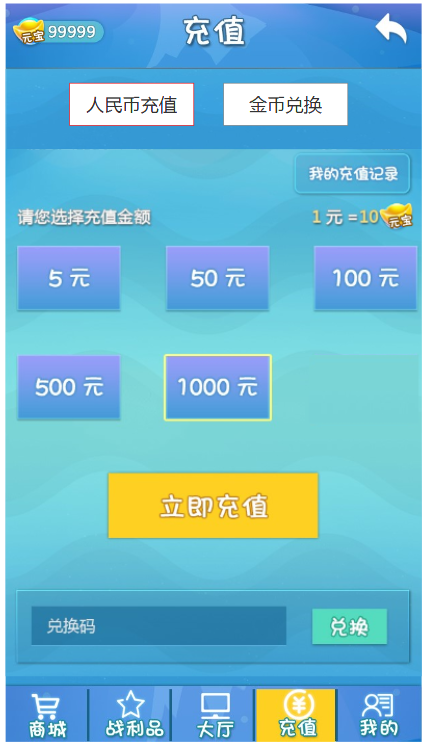 元宝 99999
充值
人民币充值 金币兑换
我的充值记录
请您选择充值金额 1 元 =10 元宝
5 元 50 元 100 元
500 元 1000 元
立即充值
兑换码 兑换
商城 战利品 大厅 充值 我的